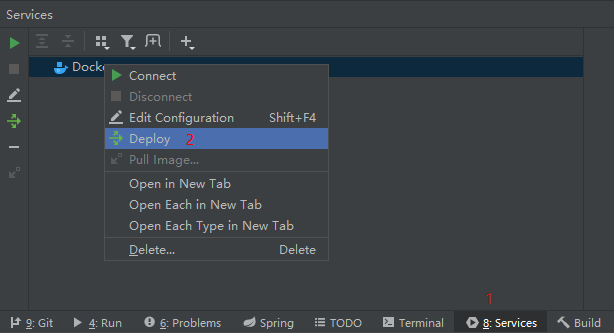 Services
Docke
Connect
Disconnect
Edit Configuration Shift+F4
Deploy 2
Pull Image...
Open in New Tab
Open Each in New Tab
Open Each Type in New Tab
Delete... Delete
1
9: Git 4: Run 6: Problems Spring TODO Terminal 8: Services Build